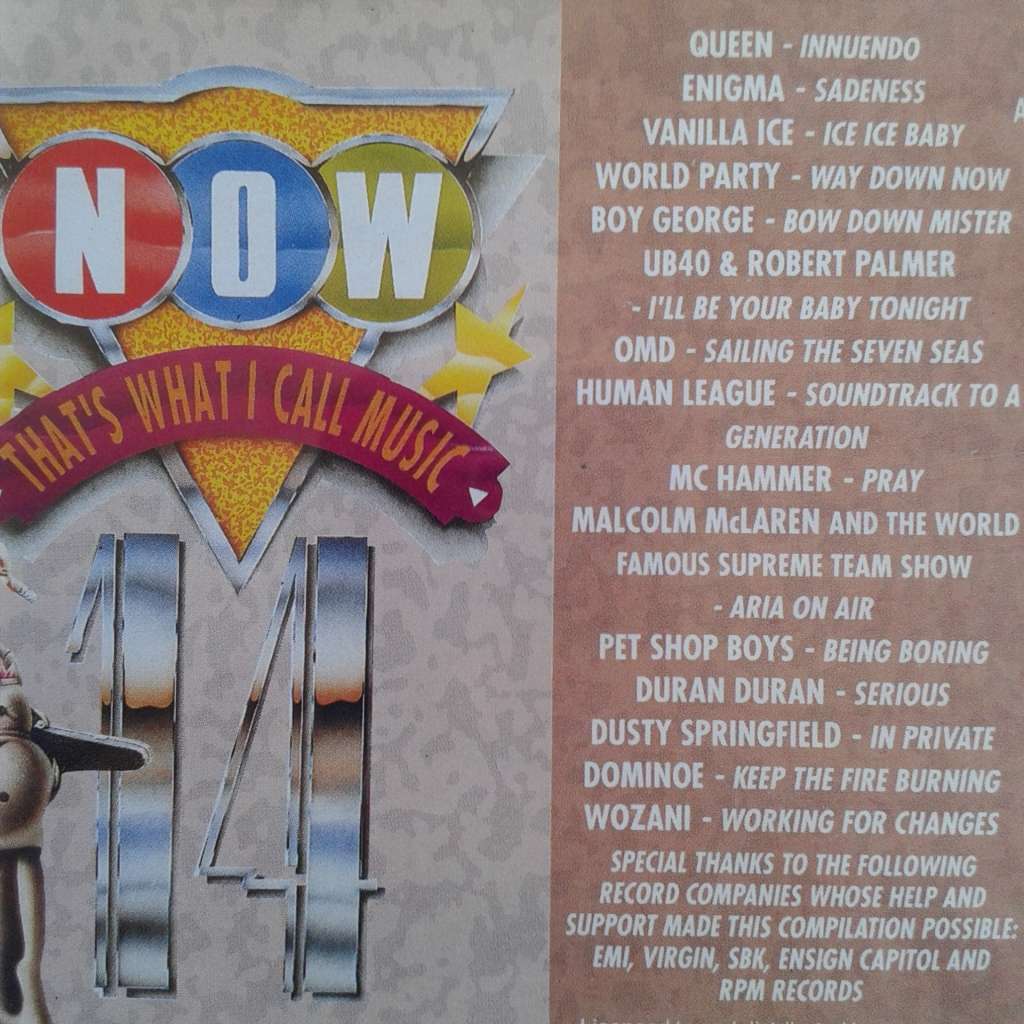 NOW
THAT'S WHAT I CALL MUSIC
14
QUEEN - INNUENDO
ENIGMA - SADENESS
VANILLA ICE - ICE ICE BABY
WORLD PARTY - WAY DOWN NOW
BOY GEORGE - BOW DOWN MISTER
UB40 & ROBERT PALMER
- I'LL BE YOUR BABY TONIGHT
OMD - SAILING THE SEVEN SEAS
HUMAN LEAGUE - SOUNDTRACK TO A
GENERATION
MC HAMMER - PRAY
MALCOLM McLAREN AND THE WORLD
FAMOUS SUPREME TEAM SHOW
- ARIA ON AIR
PET SHOP BOYS - BEING BORING
DURAN DURAN - SERIOUS
DUSTY SPRINGFIELD - IN PRIVATE
DOMINOE - KEEP THE FIRE BURNING
WOZANI - WORKING FOR CHANGES
SPECIAL THANKS TO THE FOLLOWING
RECORD COMPANIES WHOSE HELP AND
SUPPORT MADE THIS COMPILATION POSSIBLE:
EMI, VIRGIN, SBK, ENSIGN CAPITOL AND
RPM RECORDS